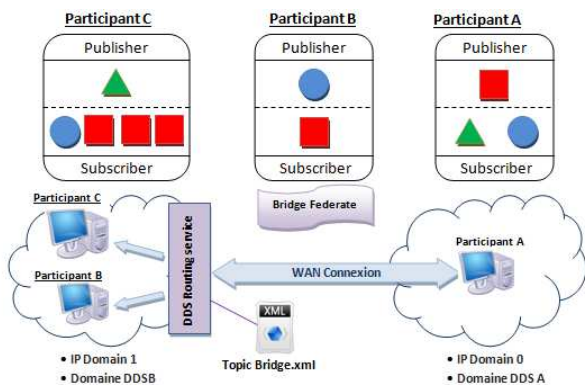 Participant C
Participant B
Participant A
Publisher
Publisher
Publisher
Subscriber
Subscriber
Subscriber
Participant C
Participant B
DDS Routing service
Bridge Federate
WAN Connexion
Participant A
XML
Topic Bridge.xml
• IP Domain 1
• Domaine DDSB
• IP Domain 0
• Domaine DDS A